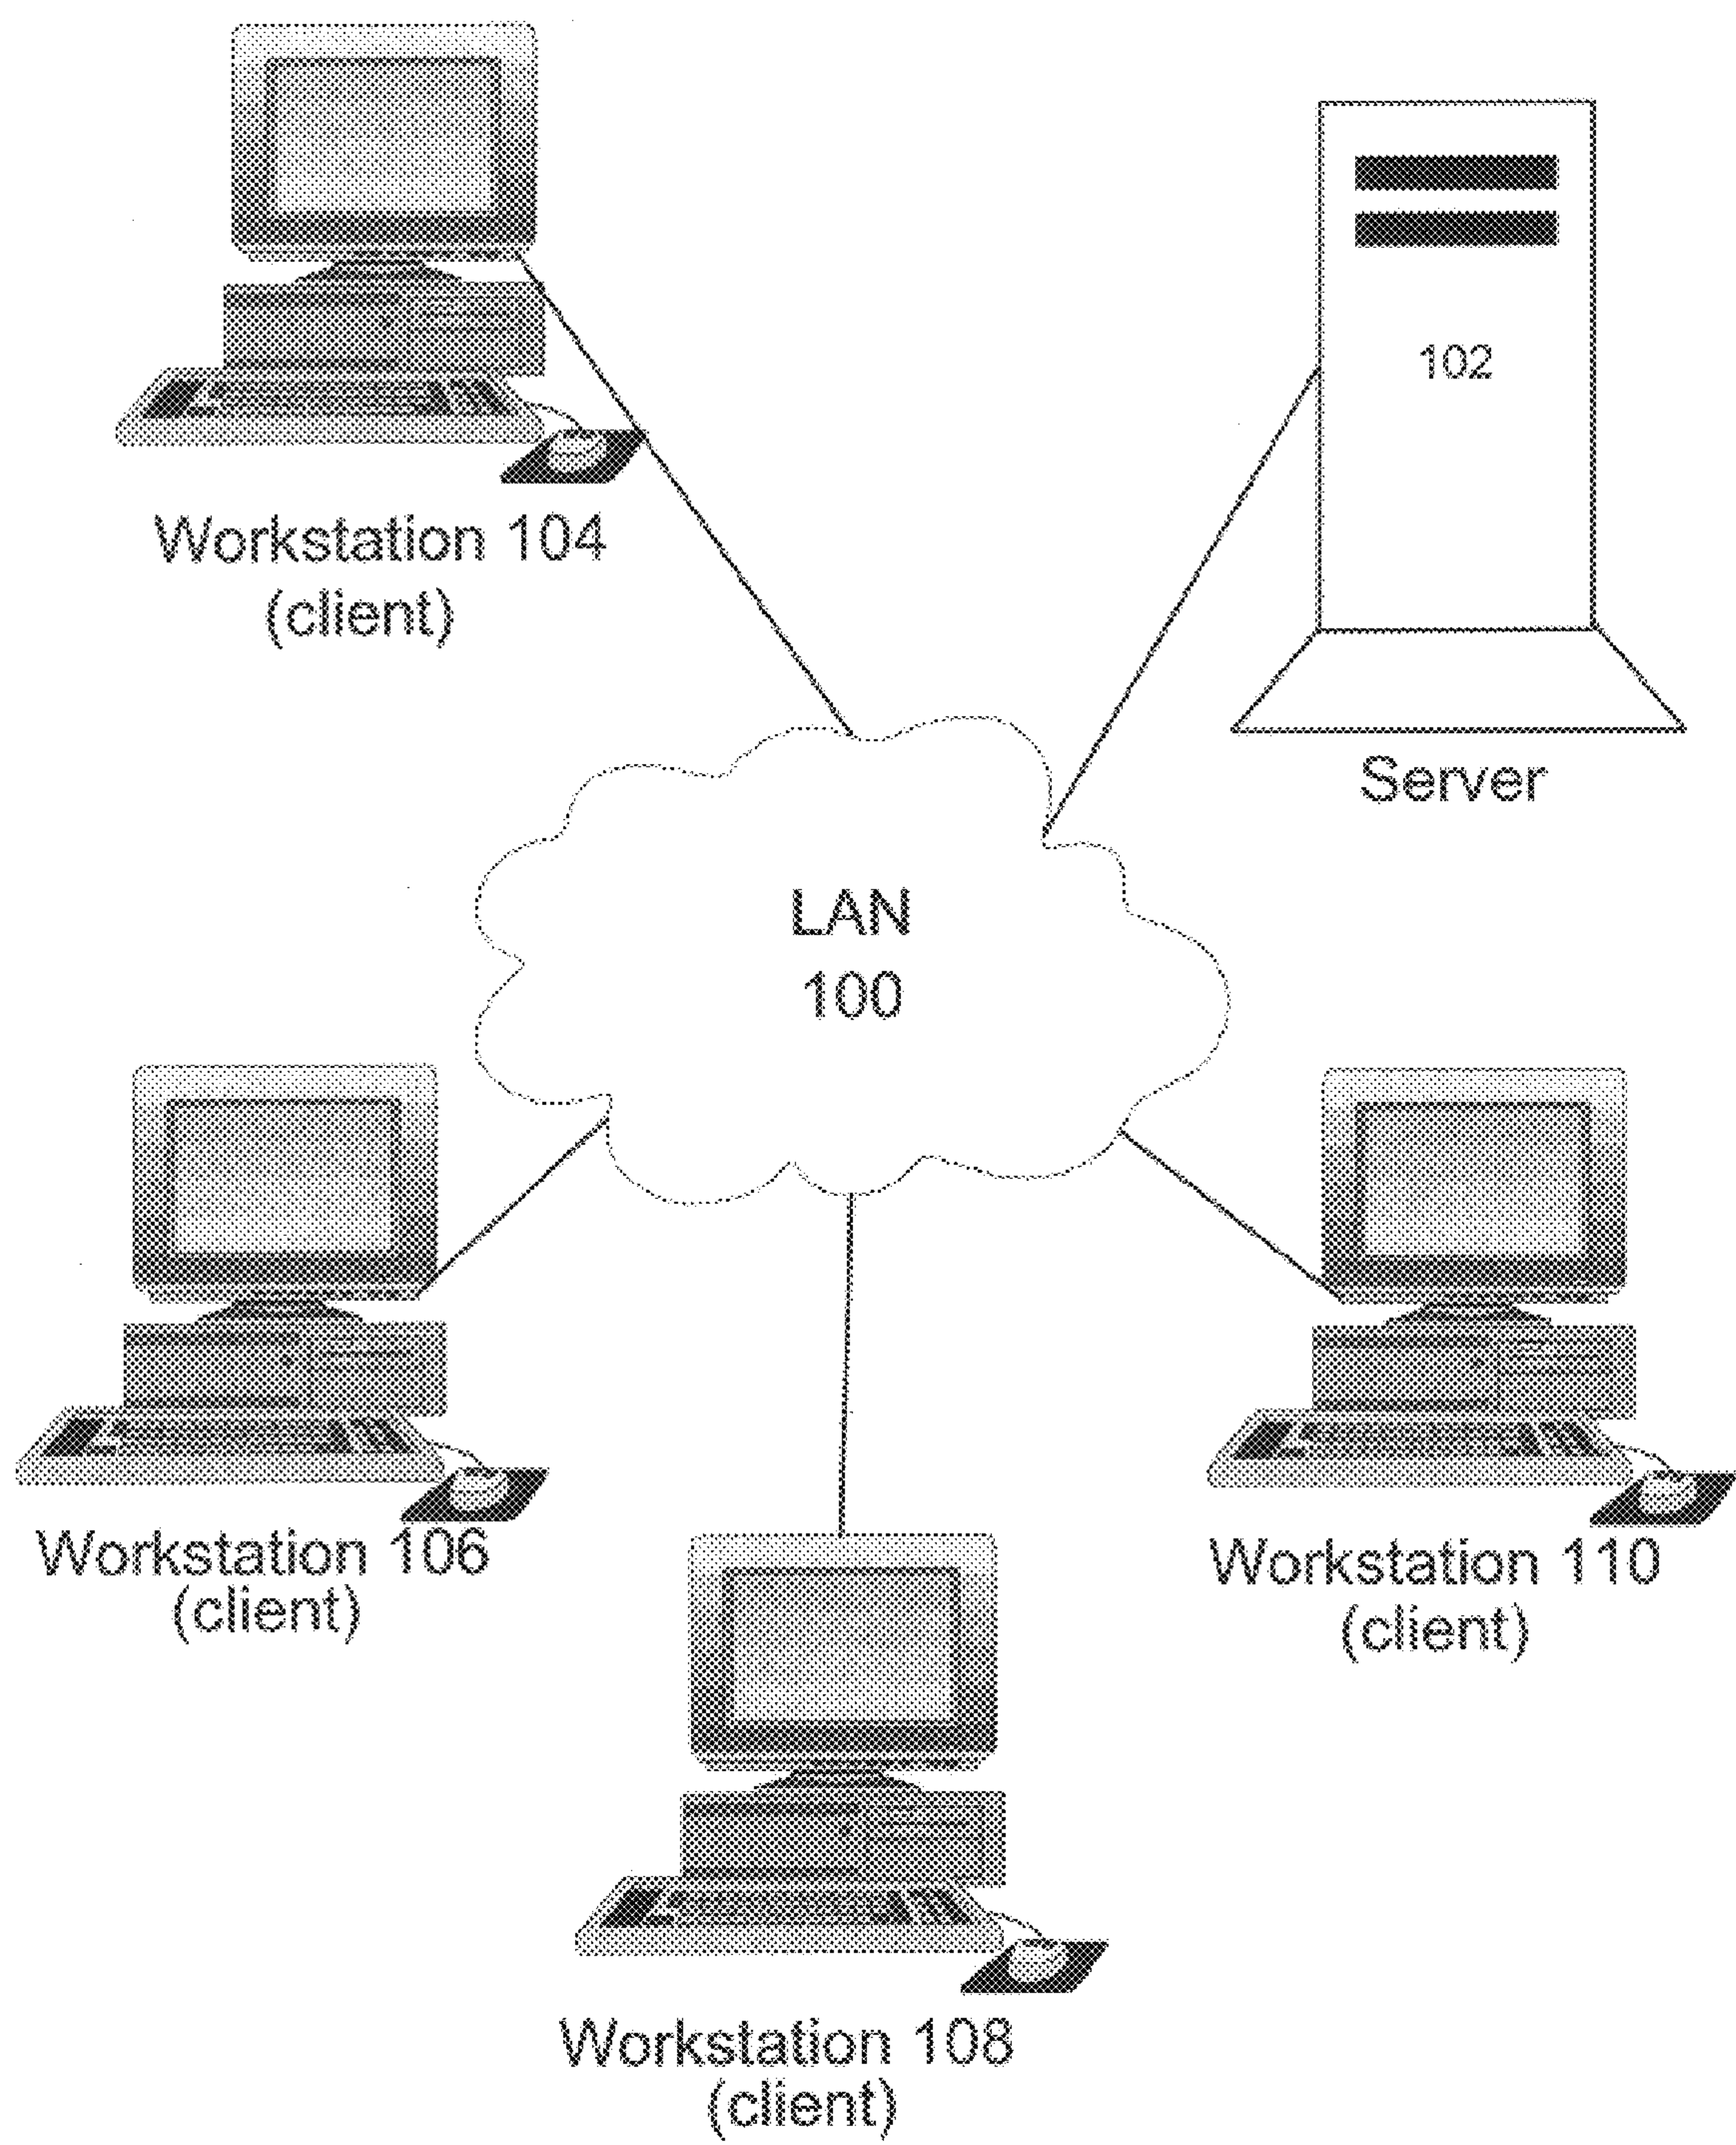 102
Workstation 104
(client)
Server
LAN
100
Workstation 106
(client)
Workstation 110
(client)
Workstation 108
(client)